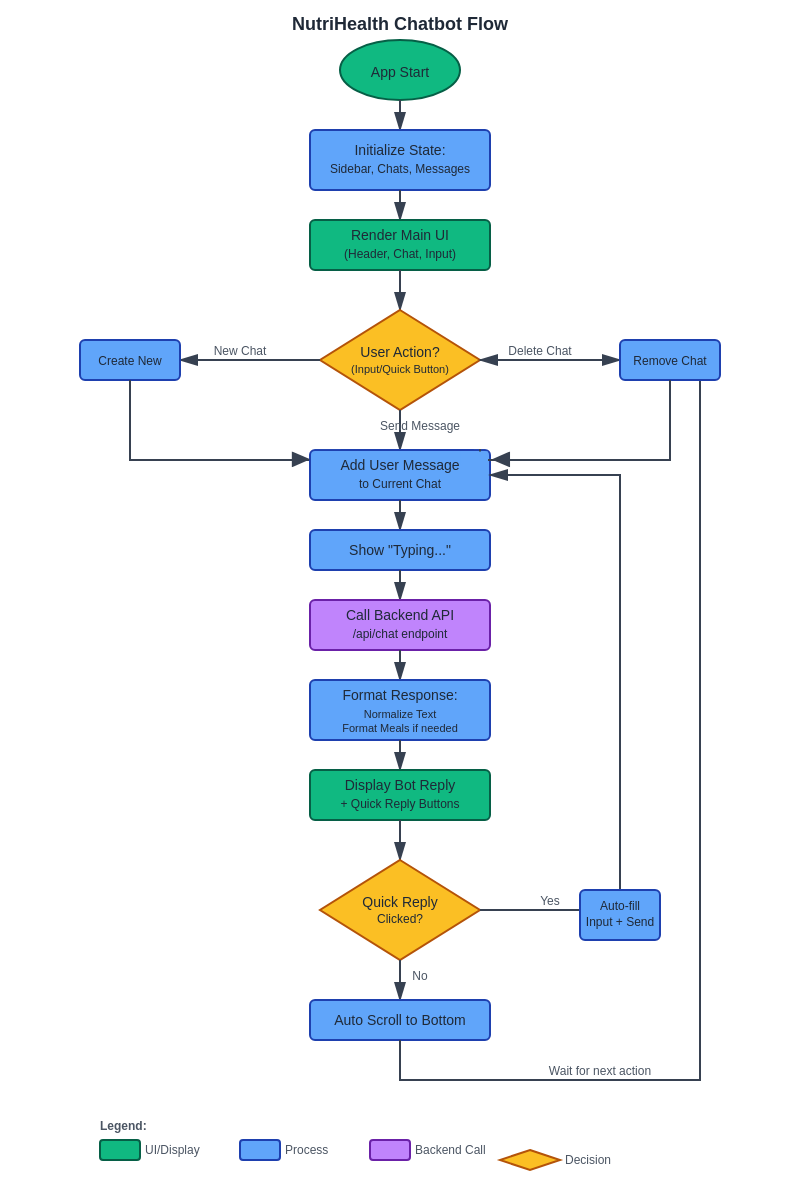 NutriHealth Chatbot Flow
App Start
Initialize State:
Sidebar, Chats, Messages
Render Main UI
(Header, Chat, Input)
User Action?
(Input/Quick Button)
New Chat
Create New
Delete Chat
Remove Chat
Send Message
Add User Message
to Current Chat
Show "Typing..."
Call Backend API
/api/chat endpoint
Format Response:
Normalize Text
Format Meals if needed
Display Bot Reply
+ Quick Reply Buttons
Quick Reply
Clicked?
Yes
Auto-fill
Input + Send
No
Auto Scroll to Bottom
Wait for next action
Legend:
UI/Display
Process
Backend Call
Decision